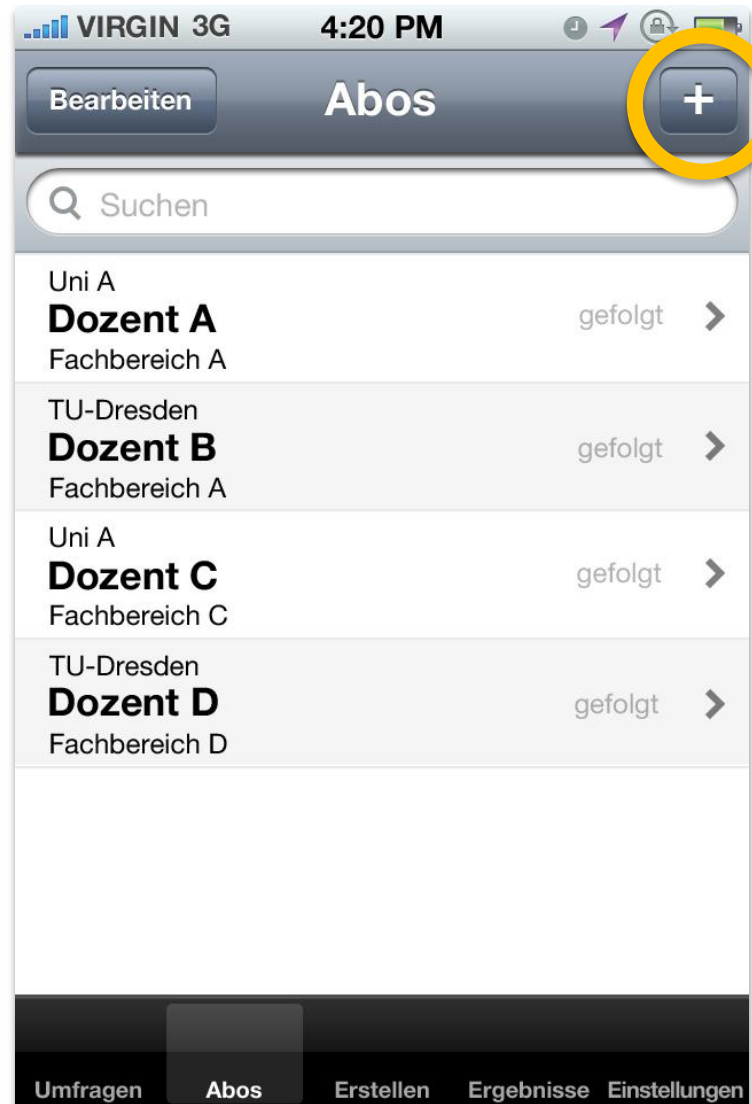 VIRGIN 3G 4:20 PM
Bearbeiten Abos +
Suchen
Uni A
Dozent A gefolgt
Fachbereich A
TU-Dresden
Dozent B gefolgt
Fachbereich A
Uni A
Dozent C gefolgt
Fachbereich C
TU-Dresden
Dozent D gefolgt
Fachbereich D
Umfragen Abos Erstellen Ergebnisse Einstellungen